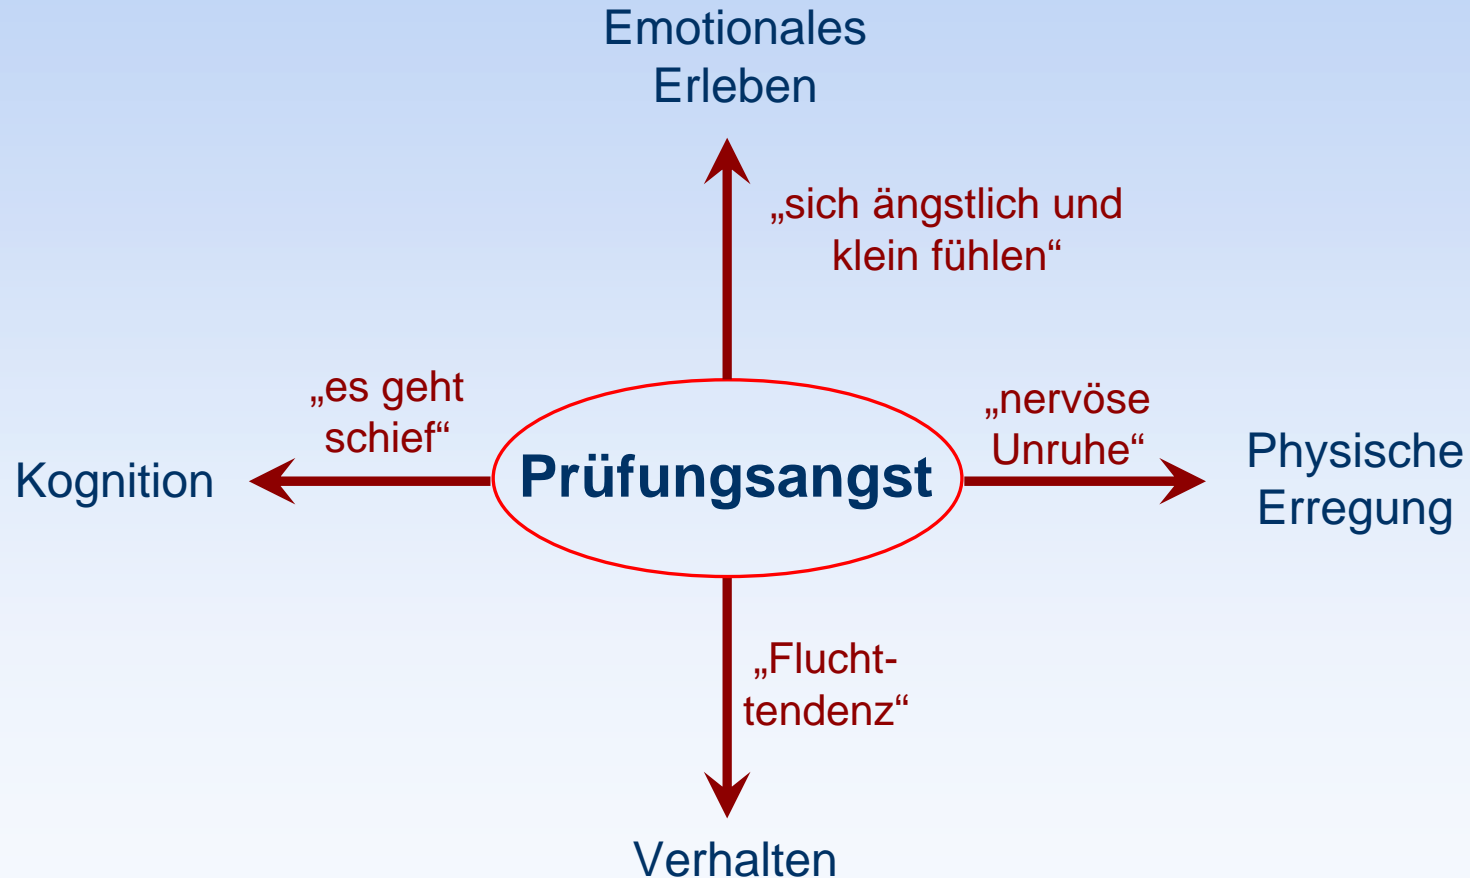 Emotionales
Erleben
„sich ängstlich und
klein fühlen“
„es geht
schief“
Kognition
Prüfungsangst
„nervöse
Unruhe“
Physische
Erregung
„Flucht-
tendenz“
Verhalten